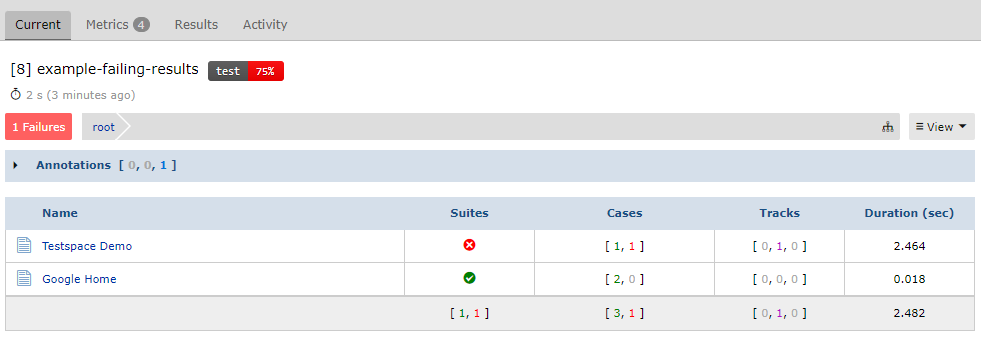 Current Metrics 4 Results Activity
[8] example-failing-results test 75%
2 s (3 minutes ago)
1 Failures root View
Annotations [ 0, 0, 1 ]
Name Suites Cases Tracks Duration (sec)
Testspace Demo [ 1, 1 ] [ 0, 1, 0 ] 2.464
Google Home [ 2, 0 ] [ 0, 0, 0 ] 0.018
[ 1, 1 ] [ 3, 1 ] [ 0, 1, 0 ] 2.482